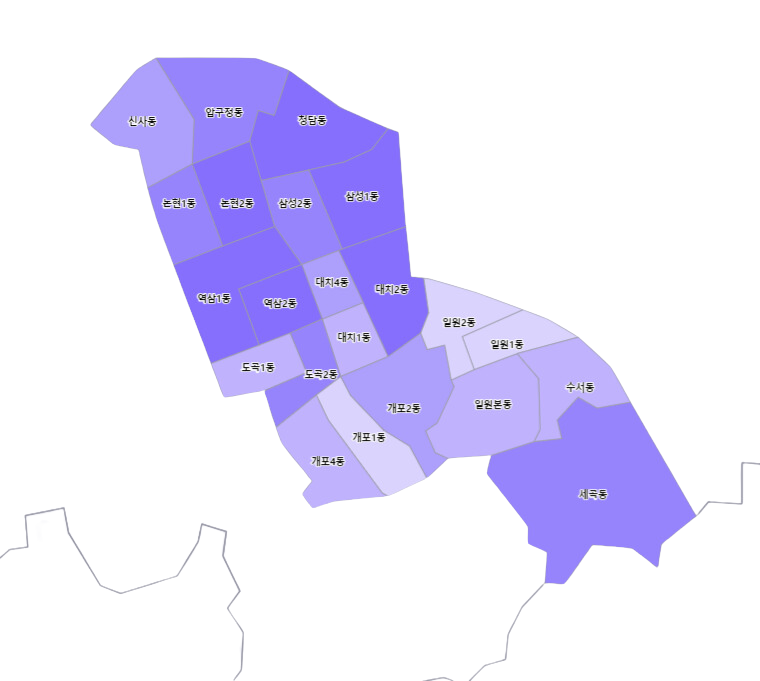 압구정동
청담동
신사동
삼성1동
논현1동
논현2동
삼성2동
대치4동
대치2동
역삼1동
역삼2동
일원2동
대치1동
일원1동
도곡1동
도곡2동
수서동
개포2동
일원본동
개포1동
개포4동
세곡동